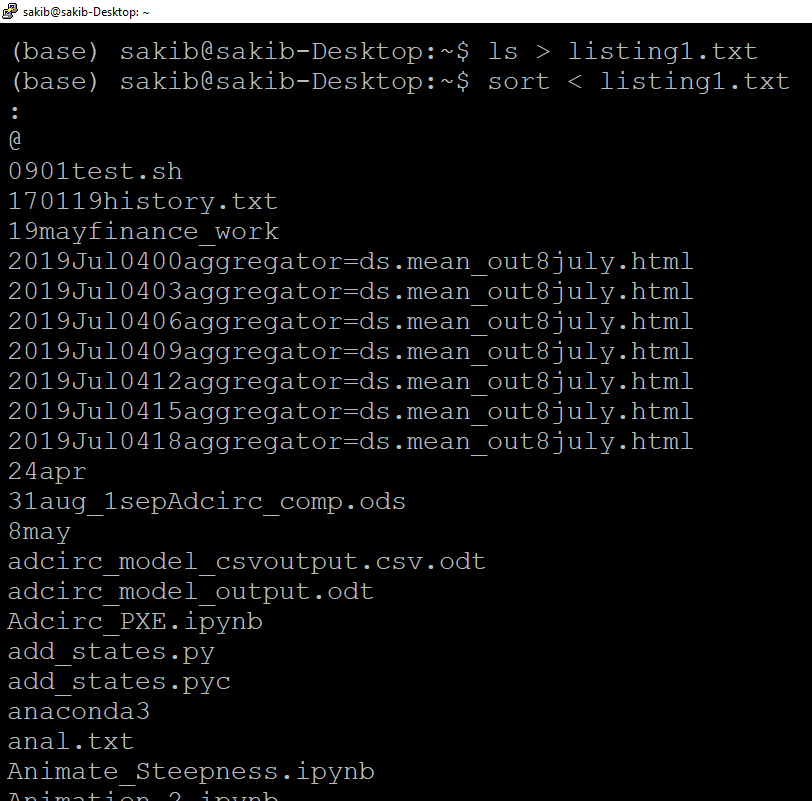 sakib@sakib-Desktop: ~
(base) sakib@sakib-Desktop:~$ ls > listing1.txt
(base) sakib@sakib-Desktop:~$ sort < listing1.txt
:
@
0901test.sh
170119history.txt
19mayfinance_work
2019Jul0400aggregator=ds.mean_out8july.html
2019Jul0403aggregator=ds.mean_out8july.html
2019Jul0406aggregator=ds.mean_out8july.html
2019Jul0409aggregator=ds.mean_out8july.html
2019Jul0412aggregator=ds.mean_out8july.html
2019Jul0415aggregator=ds.mean_out8july.html
2019Jul0418aggregator=ds.mean_out8july.html
24apr
31aug_1sepAdcirc_comp.ods
8may
adcirc_model_csvoutput.csv.odt
adcirc_model_output.odt
Adcirc_PXE.ipynb
add_states.py
add_states.pyc
anaconda3
anal.txt
Animate_Steepness.ipynb
Animation_2.ipynb